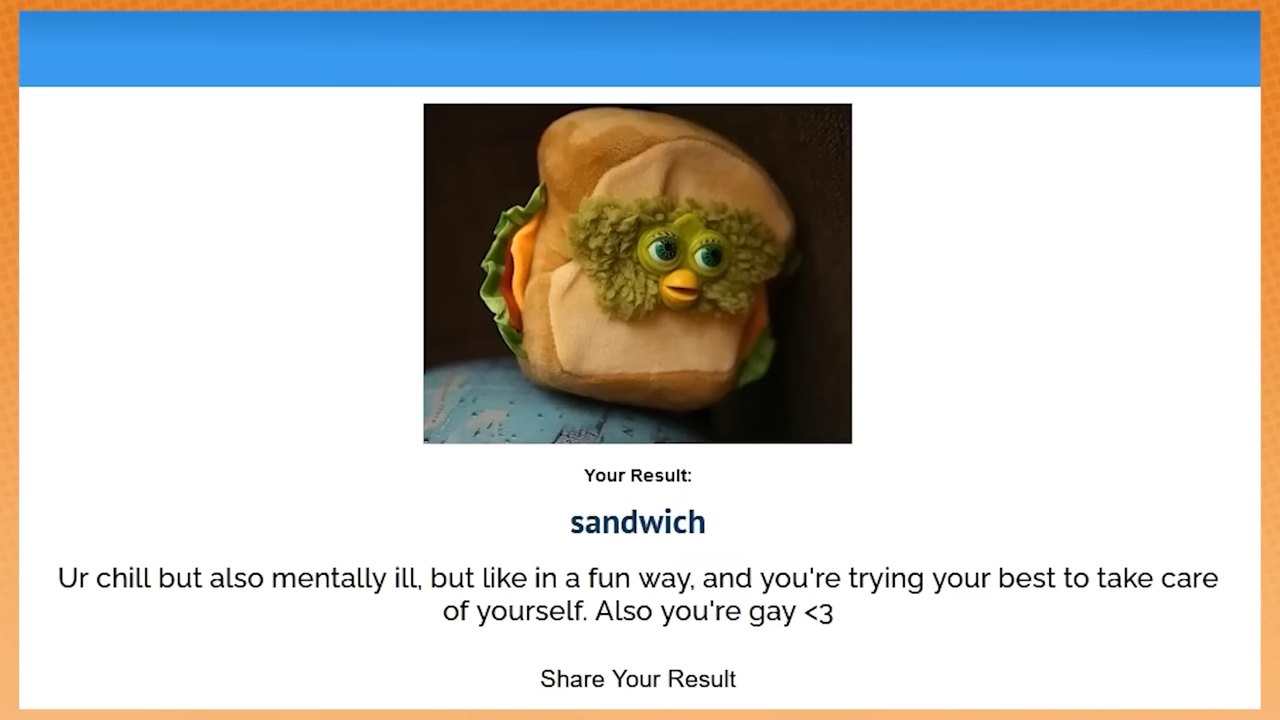 Your Result:
sandwich
Ur chill but also mentally ill, but like in a fun way, and you're trying your best to take care
of yourself. Also you're gay <3
Share Your Result